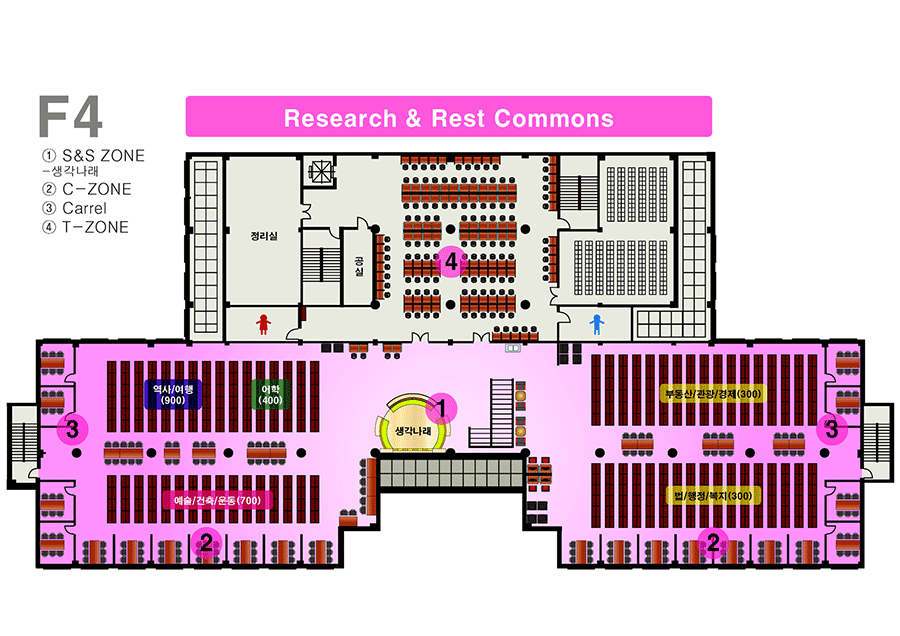 F4
Research & Rest Commons
① S&S ZONE
-생각나래
② C-ZONE
③ Carrel
④ T-ZONE
정리실
공실
4
역사/여행
(900)
어학
(400)
부동산/관광/경제(300)
1
생각나래
3
3
예술/건축/운동(700)
법/행정/복지(300)
2
2